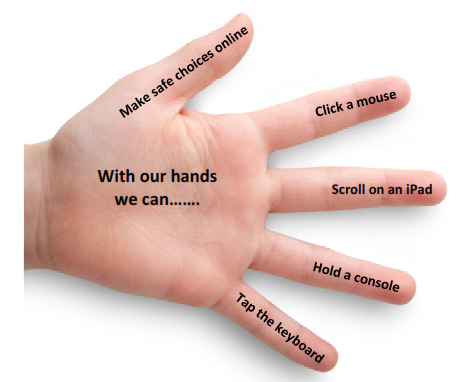 Make safe choices online
Click a mouse
With our hands
we can…….
Scroll on an iPad
Hold a console
Tap the keyboard